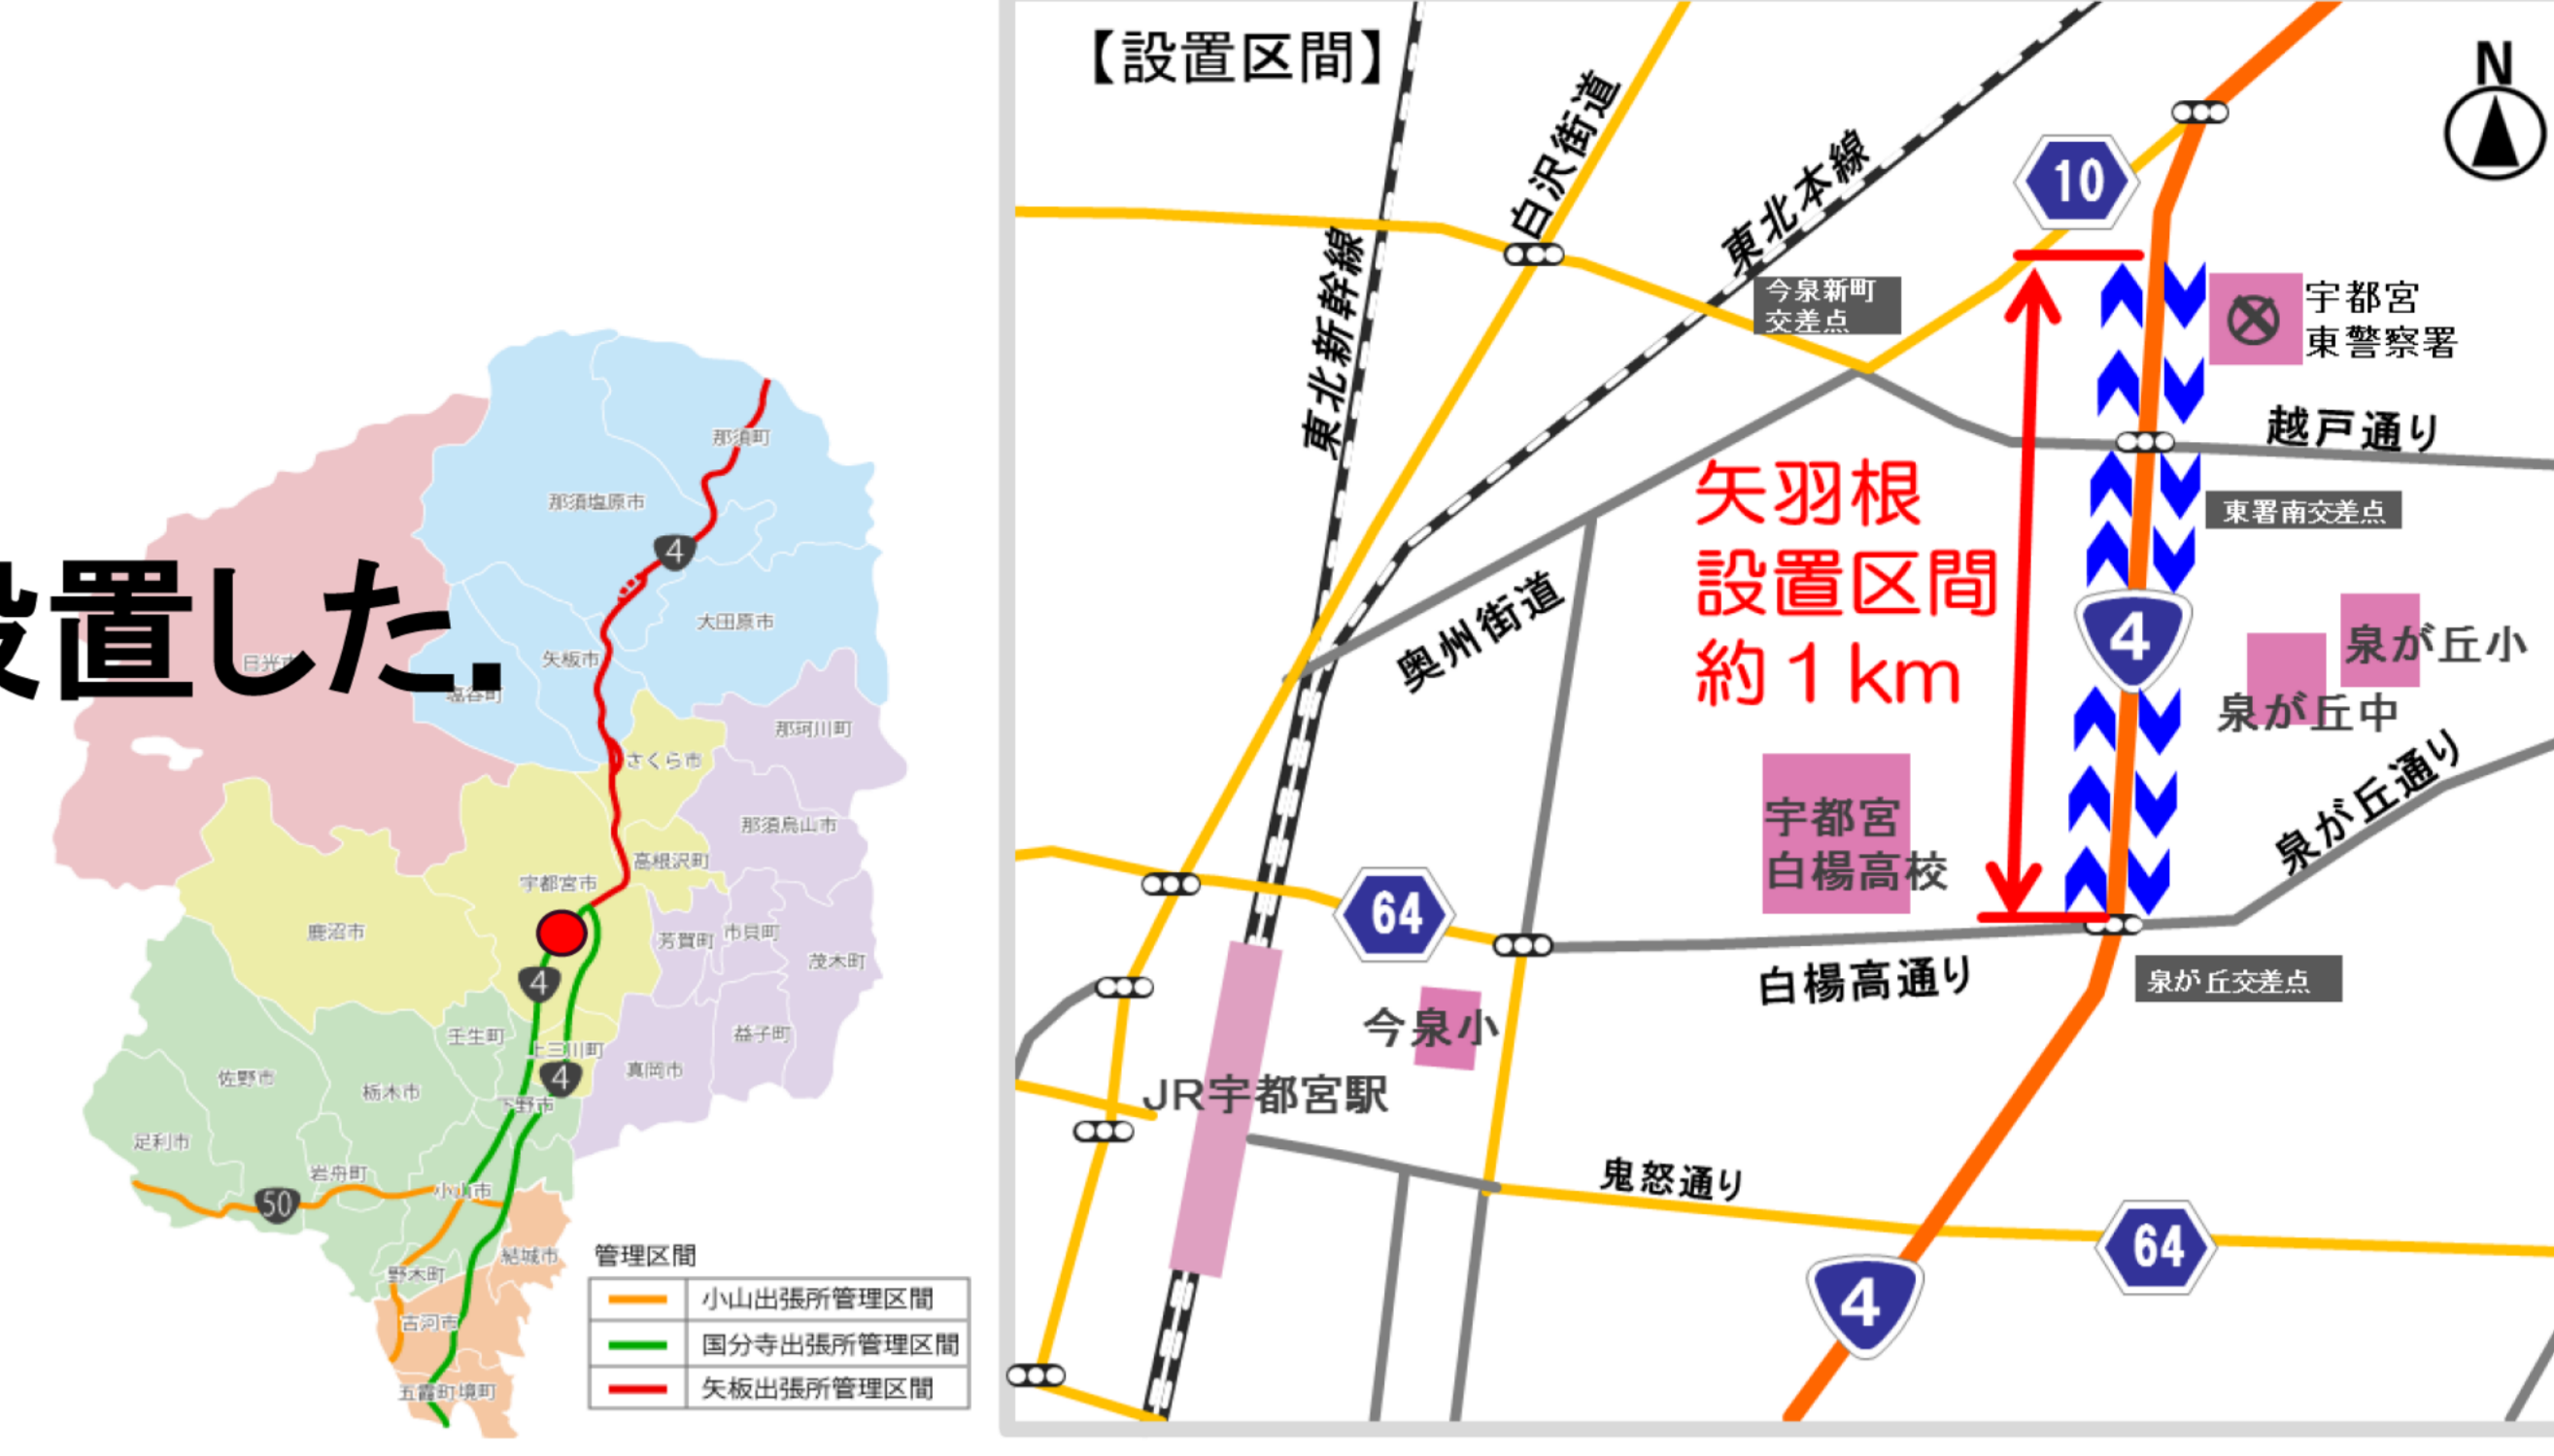 設置した.
那須町
那須塩原市
4
大田原市
矢板市
塩谷町
那珂川町
さくら市
那須烏山市
高根沢町
宇都宮市
鹿沼市
芳賀町
市貝町
茂木町
4
壬生町
上三川町
益子町
真岡市
4
佐野市
栃木市
下野市
足利市
岩舟町
小山市
50
結城市
野木町
古河市
五霞町
境町
管理区間
小山出張所管理区間
国分寺出張所管理区間
矢板出張所管理区間
【設置区間】
N
白沢街道
東北本線
東北新幹線
10
今泉新町
交差点
宇都宮
東警察署
越戸通り
矢羽根
設置区間
約1km
東署南交差点
奥州街道
4
泉が丘小
泉が丘中
泉が丘通り
宇都宮
白楊高校
64
白楊高通り
泉が丘交差点
今泉小
JR宇都宮駅
鬼怒通り
64
4